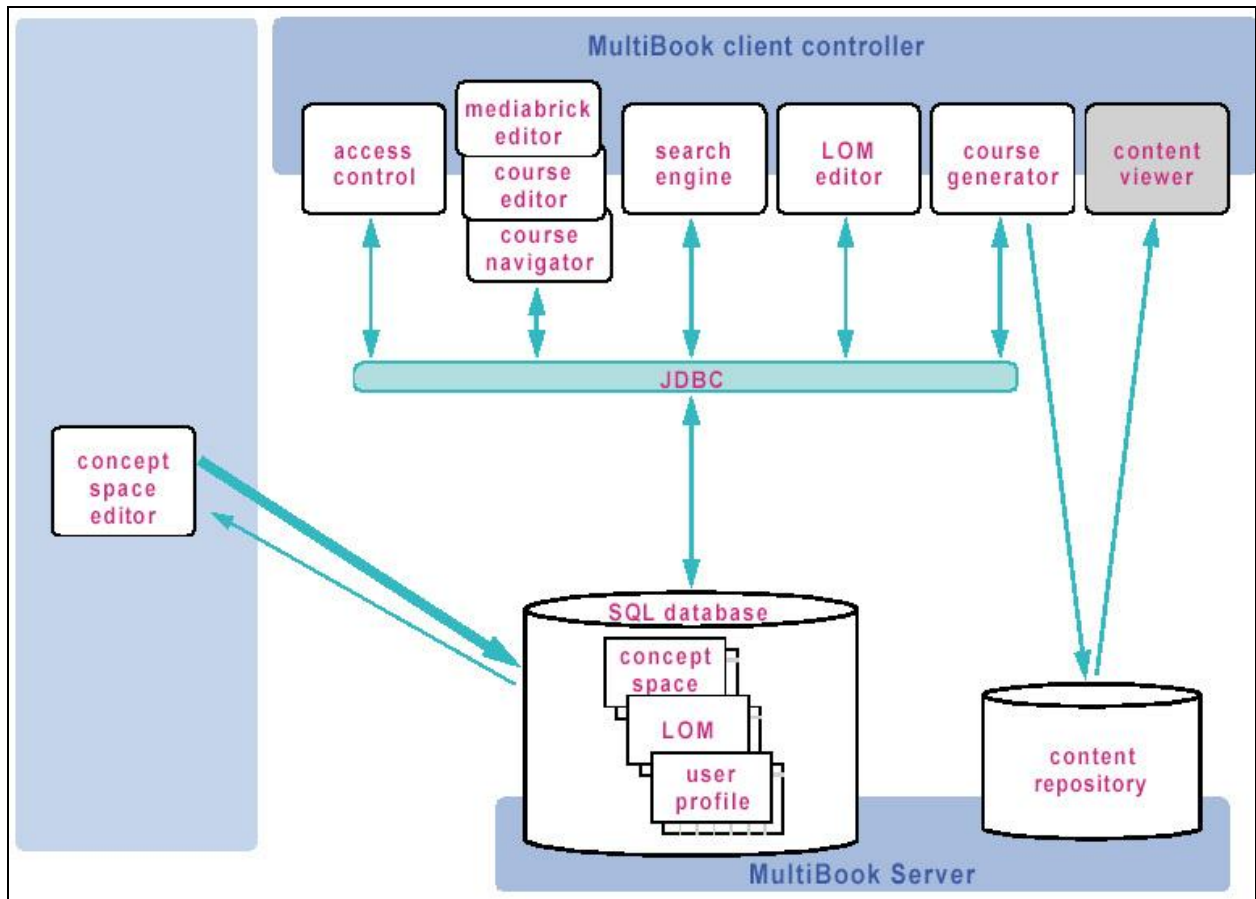 MultiBook client controller
access
control
mediabrick
editor
course
editor
course
navigator
search
engine
LOM
editor
course
generator
content
viewer
JDBC
concept
space
editor
SQL database
concept
space
LOM
user
profile
content
repository
MultiBook Server